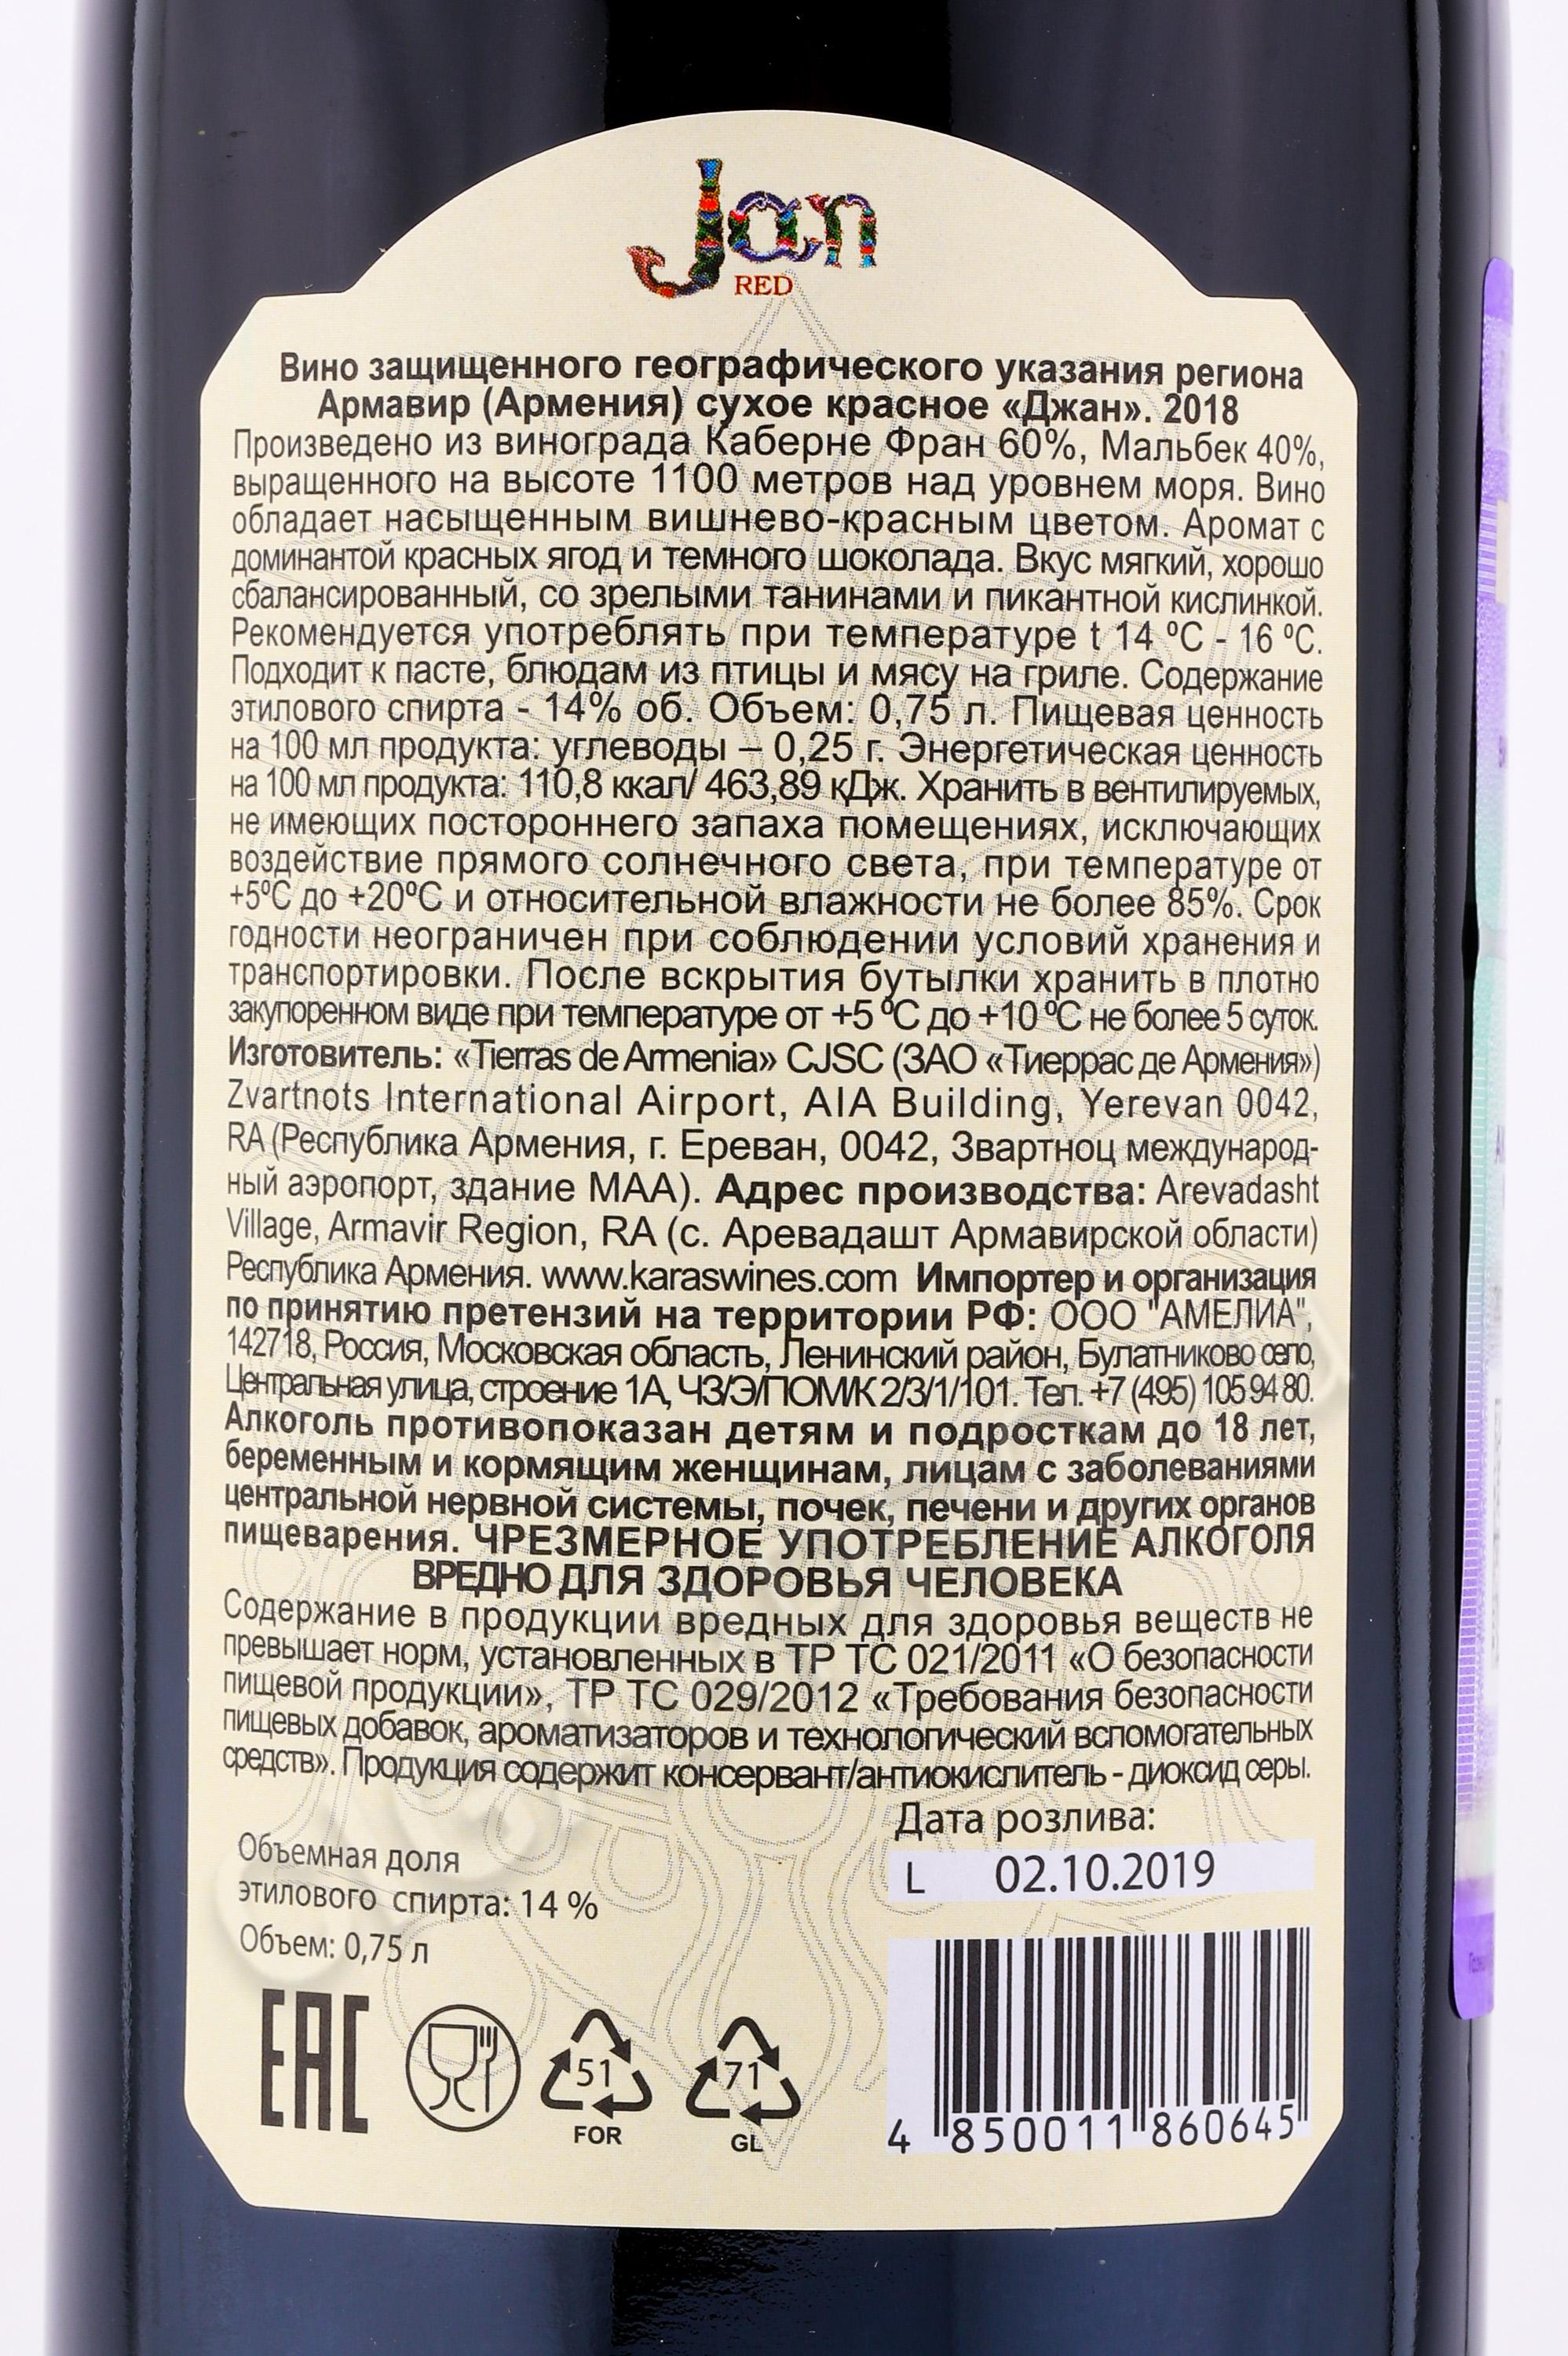 Jan
RED
Вино защищенного географического указания региона
Армавир (Армения) сухое красное «Джан». 2018
Произведено из винограда Каберне Фран 60%, Мальбек 40%,
выращенного на высоте 1100 метров над уровнем моря. Вино
обладает насыщенным вишнево-красным цветом. Аромат с
доминантой красных ягод и темного шоколада. Вкус мягкий, хорошо
сбалансированный, со зрелыми танинами и пикантной кислинкой.
Рекомендуется употреблять при температуре t 14 ºC - 16 ºC.
Подходит к пасте, блюдам из птицы и мясу на гриле. Содержание
этилового спирта - 14% об. Объем: 0,75 л. Пищевая ценность
на 100 мл продукта: углеводы – 0,25 г. Энергетическая ценность
на 100 мл продукта: 110,8 ккал/ 463,89 кДж. Хранить в вентилируемых,
не имеющих постороннего запаха помещениях, исключающих
воздействие прямого солнечного света, при температуре от
+5ºC до +20ºC и относительной влажности не более 85%. Срок
годности неограничен при соблюдении условий хранения и
транспортировки. После вскрытия бутылки хранить в плотно
закупоренном виде при температуре от +5 ºC до +10 ºC не более 5 суток.
Изготовитель: «Tierras de Armenia» CJSC (ЗАО «Тиеррас де Армения»)
Zvartnots International Airport, AIA Building, Yerevan 0042,
RA (Республика Армения, г. Ереван, 0042, Звартноц международ-
ный аэропорт, здание МАА). Адрес производства: Arevadasht
Village, Armavir Region, RA (с. Аревадашт Армавирской области)
Республика Армения. www.karaswines.com Импортер и организация
по принятию претензий на территории РФ: ООО "АМЕЛИА",
142718, Россия, Московская область, Ленинский район, Булатниково село,
Центральная улица, строение 1А, ЧЗ/Э/ПОМ/К 2/3/1/101. Тел. +7 (495) 105 94 80.
Алкоголь противопоказан детям и подросткам до 18 лет,
беременным и кормящим женщинам, лицам с заболеваниями
центральной нервной системы, почек, печени и других органов
пищеварения. ЧРЕЗМЕРНОЕ УПОТРЕБЛЕНИЕ АЛКОГОЛЯ
ВРЕДНО ДЛЯ ЗДОРОВЬЯ ЧЕЛОВЕКА
Содержание в продукции вредных для здоровья веществ не
превышает норм, установленных в ТР ТС 021/2011 «О безопасности
пищевой продукции», ТР ТС 029/2012 «Требования безопасности
пищевых добавок, ароматизаторов и технологический вспомогательных
средств». Продукция содержит консервант/антиокислитель - диоксид серы.
Дата розлива:
L 02.10.2019
Объемная доля
этилового спирта: 14 %
Объем: 0,75 л
EAC
51
FOR
71
GL
4 850011 860645